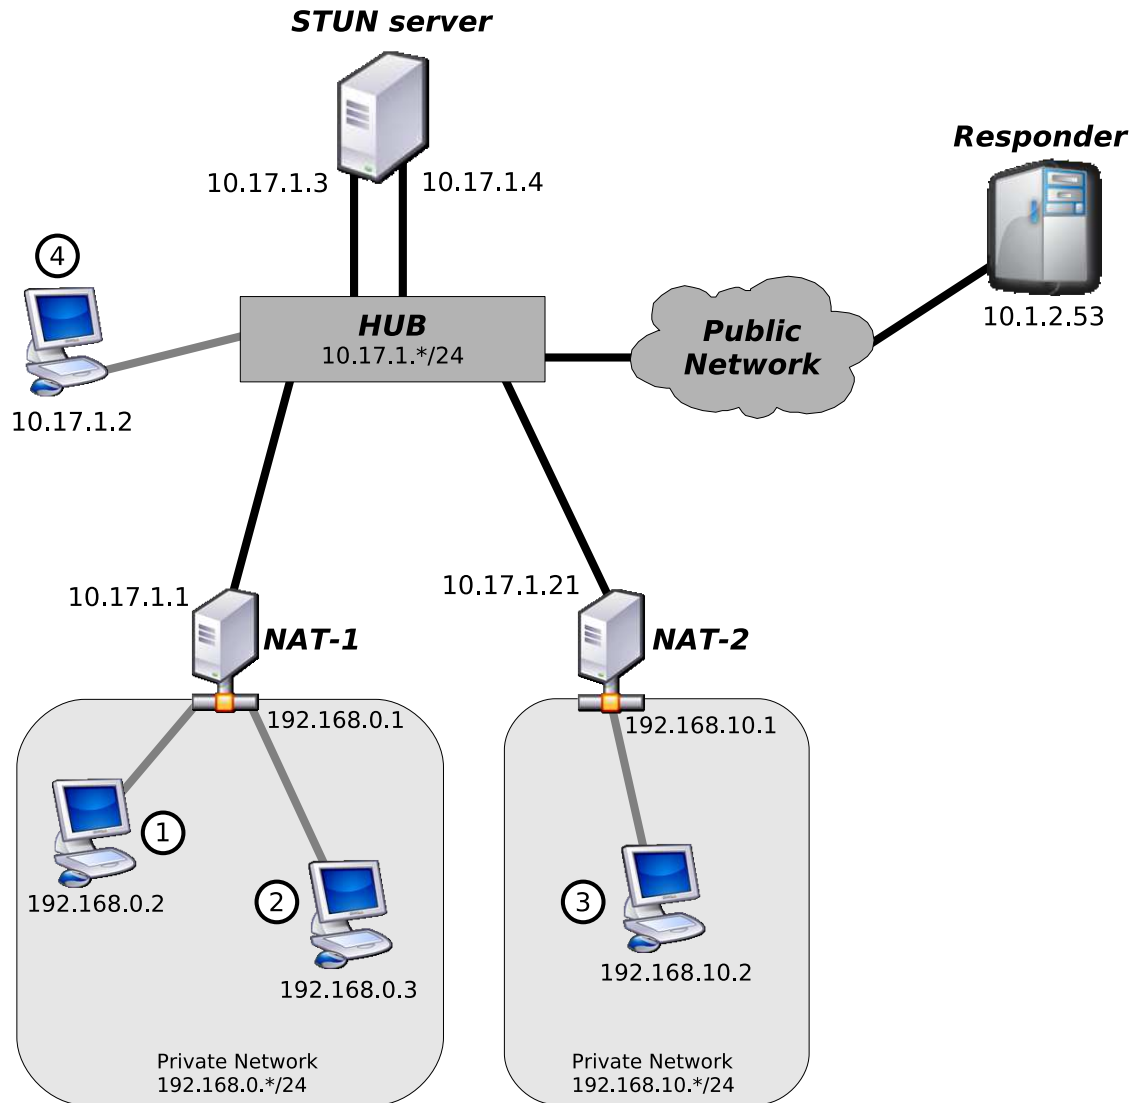 STUN server
10.17.1.3
10.17.1.4
Responder
10.1.2.53
4
10.17.1.2
HUB
10.17.1.*/24
Public
Network
10.17.1.1
NAT-1
192.168.0.1
10.17.1.21
NAT-2
192.168.10.1
1
192.168.0.2
2
192.168.0.3
3
192.168.10.2
Private Network
192.168.0.*/24
Private Network
192.168.10.*/24